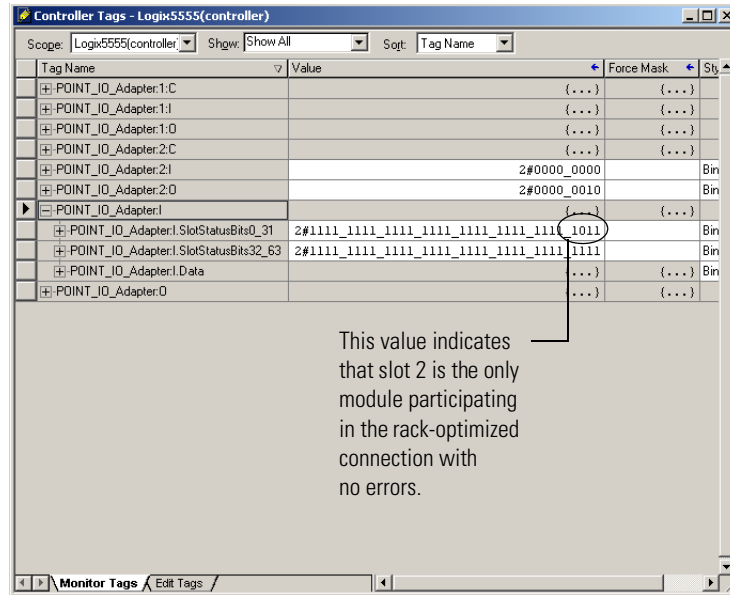 Controller Tags - Logix5555(controller)
Scope: Logix5555(controller Show: Show All Sort: Tag Name
Tag Name Value Force Mask Sty
POINT_IO_Adapter:1:C {...} {...}
POINT_IO_Adapter:1:I {...} {...}
POINT_IO_Adapter:1:O {...} {...}
POINT_IO_Adapter:2:C {...} {...}
POINT_IO_Adapter:2:I 2#0000_0000 Bin
POINT_IO_Adapter:2:O 2#0000_0010 Bin
POINT_IO_Adapter:I {...} {...}
POINT_IO_Adapter:I.SlotStatusBits0_31 2#1111_1111_1111_1111_1111_1111_1111_1011 Bin
POINT_IO_Adapter:I.SlotStatusBits32_63 2#1111_1111_1111_1111_1111_1111_1111_1111 Bin
POINT_IO_Adapter:I.Data {...} {...} Bin
POINT_IO_Adapter:O {...} {...}
This value indicates
that slot 2 is the only
module participating
in the rack-optimized
connection with
no errors.
Monitor Tags Edit Tags